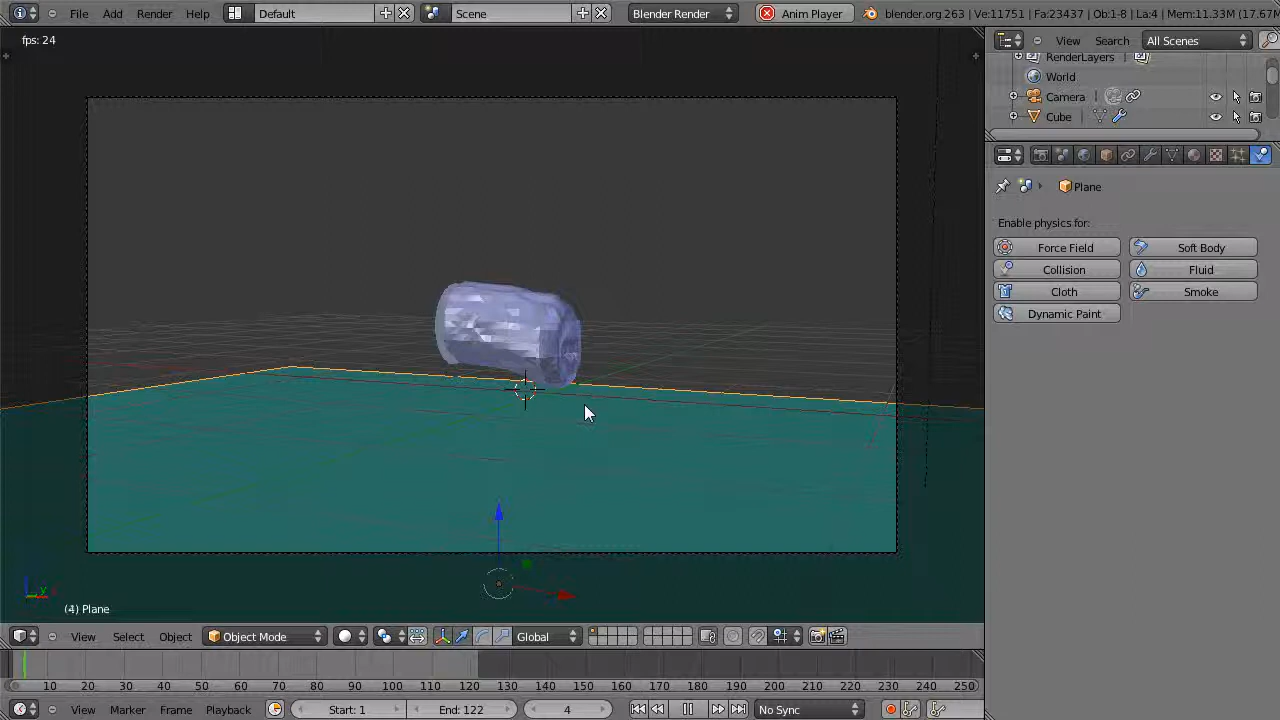 File Add Render Help Default Scene Blender Render Anim Player blender.org 263 | Ve:11751 | Fa:23437 | Ob:1-8 | La:4 | Mem:11.33M (17.67M
fps: 24
View Search All Scenes
RenderLayers
World
Camera
Cube
Plane
Enable physics for:
Force Field Soft Body
Collision Fluid
Cloth Smoke
Dynamic Paint
(4) Plane
View Select Object Object Mode Global
10 20 30 40 50 60 70 80 90 100 110 120 130 140 150 160 170 180 190 200 210 220 230 240 250
View Marker Frame Playback Start: 1 End: 122 4 No Sync